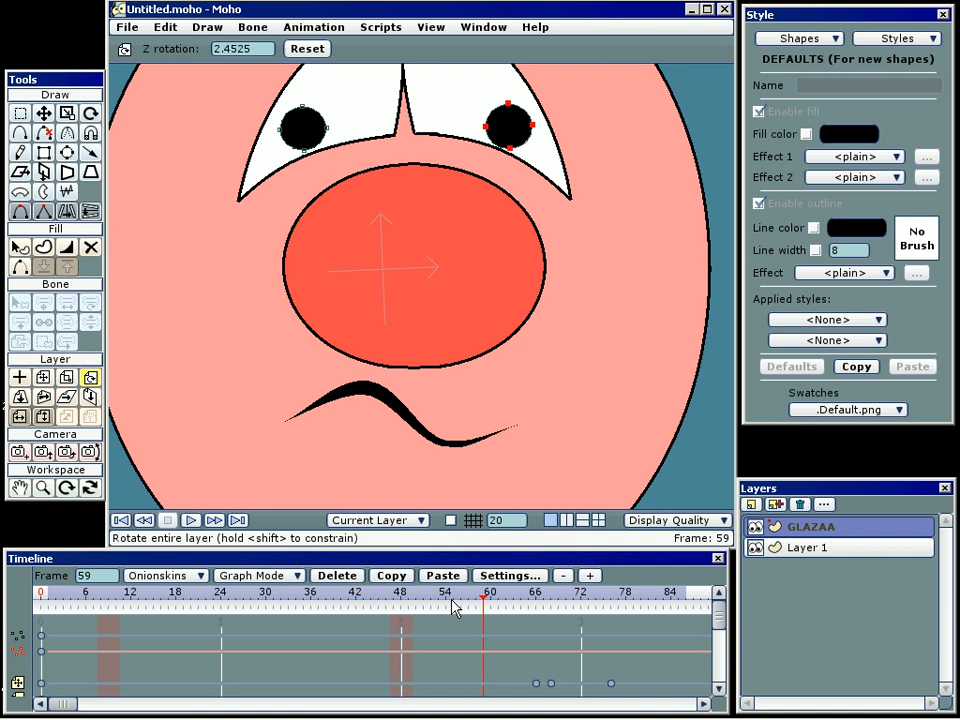 Untitled.moho - Moho
File Edit Draw Bone Animation Scripts View Window Help
Z rotation: 2.4525 Reset
Tools
Draw
Fill
Bone
Layer
Camera
Workspace
Style
Shapes Styles
DEFAULTS (For new shapes)
Name
Enable fill
Fill color
Effect 1 <plain> ...
Effect 2 <plain> ...
Enable outline
Line color
No Brush
Line width 8
Effect <plain> ...
Applied styles:
<None>
<None>
Defaults Copy Paste
Swatches
.Default.png
Layers
GLAZAA
Layer 1
Current Layer 20 Display Quality
Rotate entire layer (hold <shift> to constrain) Frame: 59
Timeline
Frame 59 Onionskins Graph Mode Delete Copy Paste Settings... - +
0 6 12 18 24 30 36 42 48 54 60 66 72 78 84
0 1 2 3